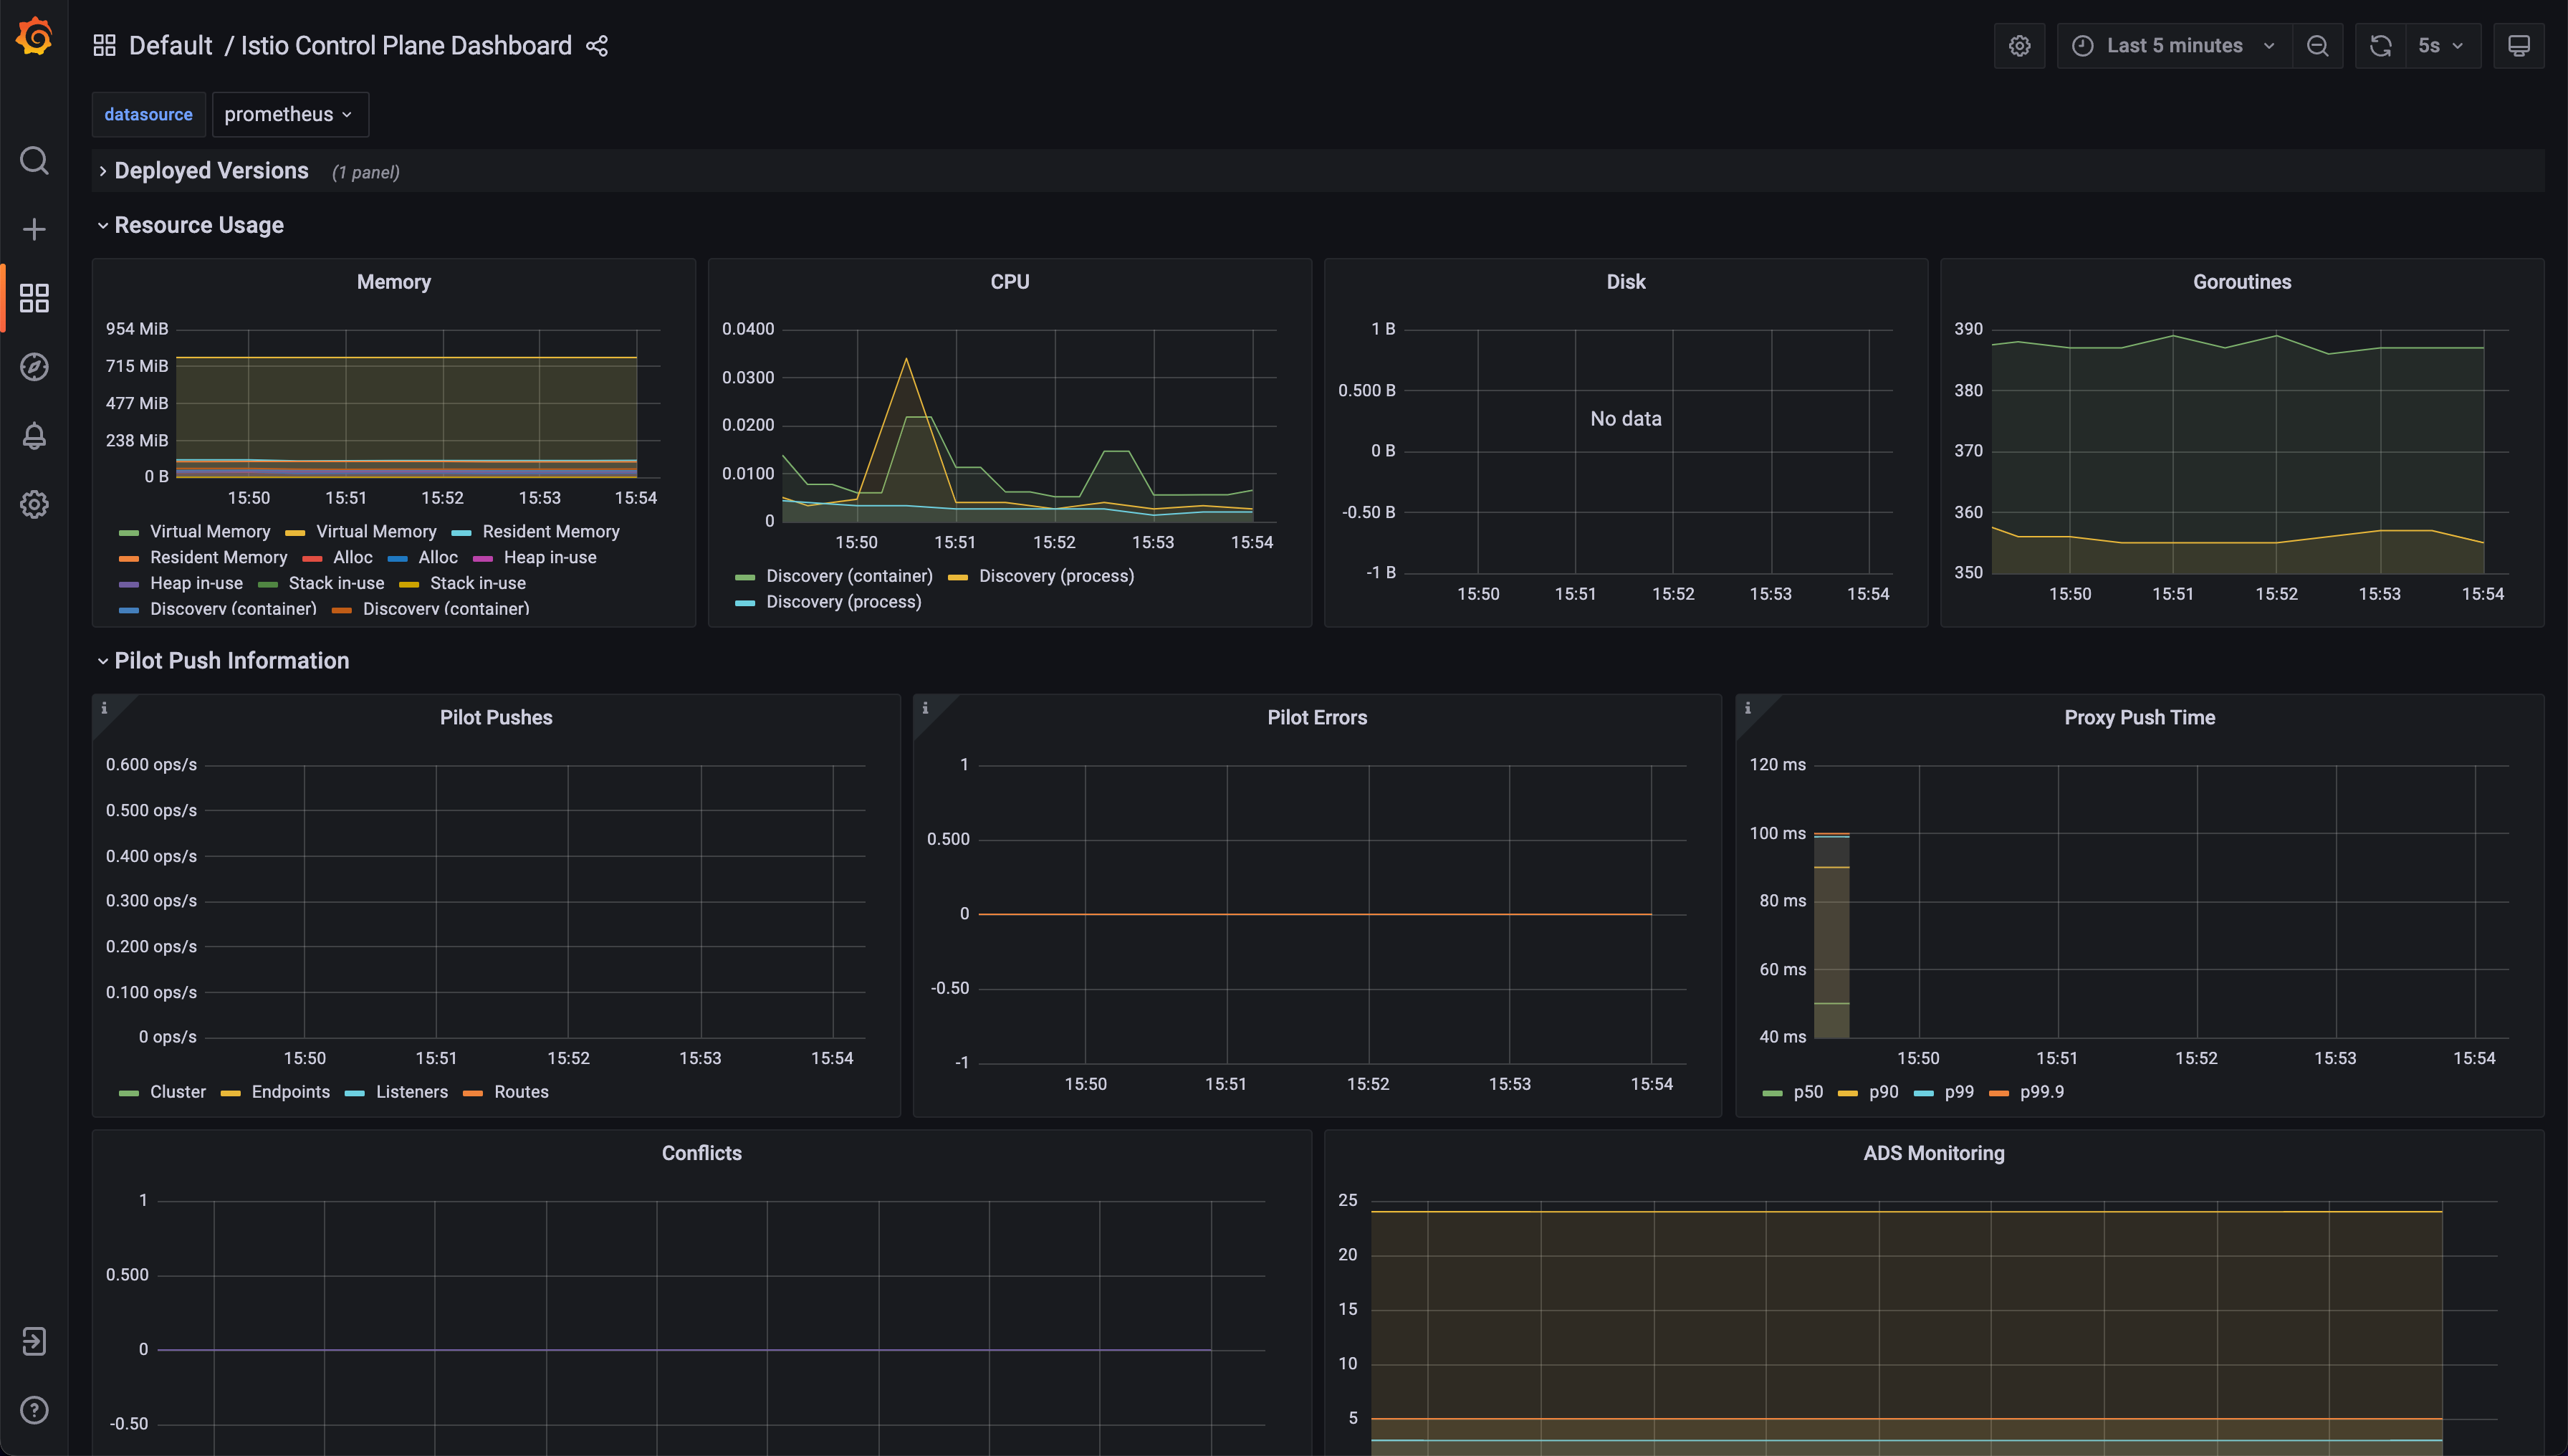 Default / Istio Control Plane Dashboard
Last 5 minutes
5s
datasource
prometheus
Deployed Versions (1 panel)
Resource Usage
Memory
954 MiB
715 MiB
477 MiB
238 MiB
0 B
15:50 15:51 15:52 15:53 15:54
Virtual Memory Virtual Memory Resident Memory
Resident Memory Alloc Alloc Heap in-use
Heap in-use Stack in-use Stack in-use
Discovery (container) Discovery (container)
CPU
0.0400
0.0300
0.0200
0.0100
0
15:50 15:51 15:52 15:53 15:54
Discovery (container) Discovery (process)
Discovery (process)
Disk
1 B
0.500 B
0 B
-0.50 B
-1 B
No data
15:50 15:51 15:52 15:53 15:54
Goroutines
390
380
370
360
350
15:50 15:51 15:52 15:53 15:54
Pilot Push Information
i
Pilot Pushes
0.600 ops/s
0.500 ops/s
0.400 ops/s
0.300 ops/s
0.200 ops/s
0.100 ops/s
0 ops/s
15:50 15:51 15:52 15:53 15:54
Cluster Endpoints Listeners Routes
i
Pilot Errors
1
0.500
0
-0.50
-1
15:50 15:51 15:52 15:53 15:54
i
Proxy Push Time
120 ms
100 ms
80 ms
60 ms
40 ms
15:50 15:51 15:52 15:53 15:54
p50 p90 p99 p99.9
Conflicts
1
0.500
0
-0.50
ADS Monitoring
25
20
15
10
5